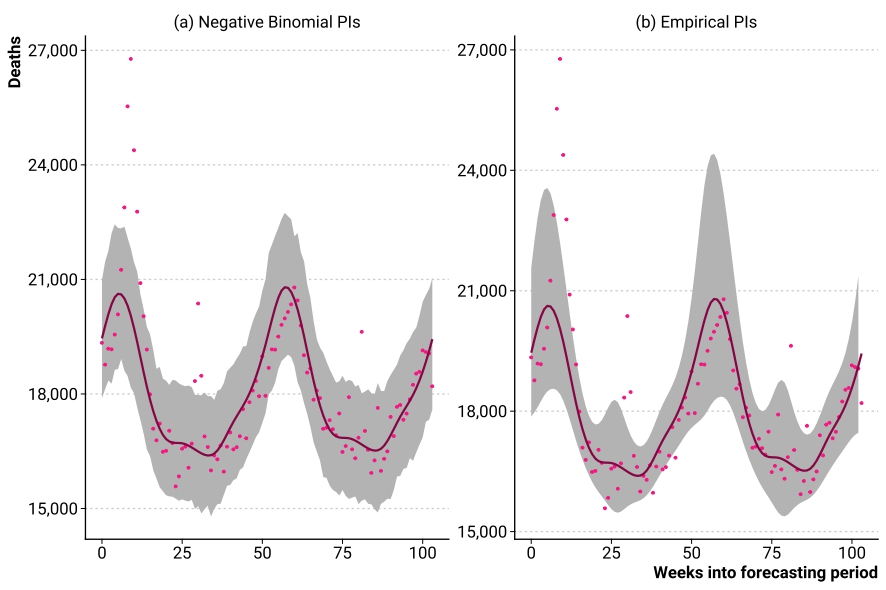 (a) Negative Binomial PIs
(b) Empirical PIs
Deaths
27,000
24,000
21,000
18,000
15,000
0 25 50 75 100
27,000
24,000
21,000
18,000
15,000
0 25 50 75 100
Weeks into forecasting period